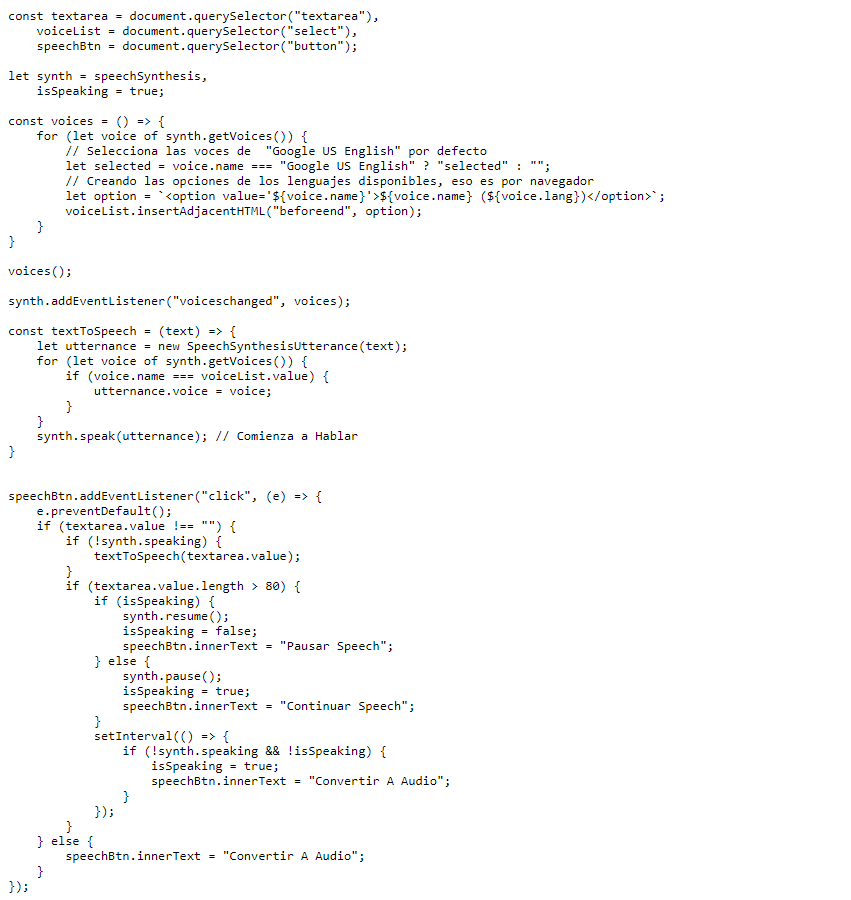 const textarea = document.querySelector("textarea"),
    voiceList = document.querySelector("select"),
    speechBtn = document.querySelector("button");

let synth = speechSynthesis,
    isSpeaking = true;

const voices = () => {
    for (let voice of synth.getVoices()) {
        // Selecciona las voces de  "Google US English" por defecto
        let selected = voice.name === "Google US English" ? "selected" : "";
        // Creando las opciones de los lenguajes disponibles, eso es por navegador
        let option = `<option value='${voice.name}'>${voice.name} (${voice.lang})</option>`;
        voiceList.insertAdjacentHTML("beforeend", option);
    }
}

voices();

synth.addEventListener("voiceschanged", voices);

const textToSpeech = (text) => {
    let utternance = new SpeechSynthesisUtterance(text);
    for (let voice of synth.getVoices()) {
        if (voice.name === voiceList.value) {
            utternance.voice = voice;
        }
    }
    synth.speak(utternance); // Comienza a Hablar
}


speechBtn.addEventListener("click", (e) => {
    e.preventDefault();
    if (textarea.value !== "") {
        if (!synth.speaking) {
            textToSpeech(textarea.value);
        }
        if (textarea.value.length > 80) {
            if (isSpeaking) {
                synth.resume();
                isSpeaking = false;
                speechBtn.innerText = "Pausar Speech";
            } else {
                synth.pause();
                isSpeaking = true;
                speechBtn.innerText = "Continuar Speech";
            }
            setInterval(() => {
                if (!synth.speaking && !isSpeaking) {
                    isSpeaking = true;
                    speechBtn.innerText = "Convertir A Audio";
                }
            });
        }
    } else {
        speechBtn.innerText = "Convertir A Audio";
    }
});